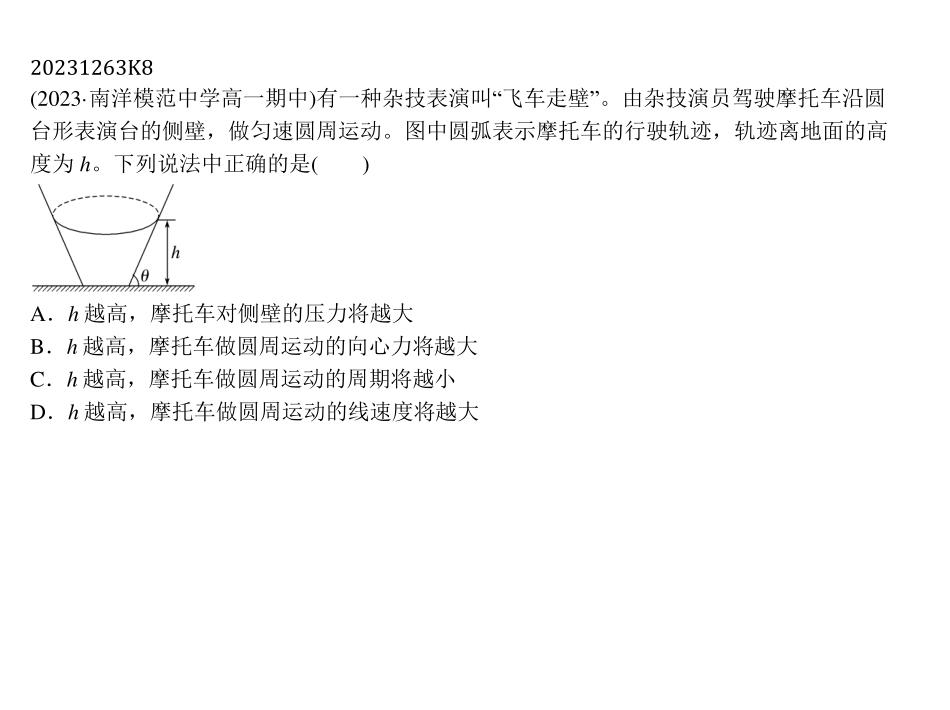 20231263K8
(2023·南洋模范中学高一期中)有一种杂技表演叫“飞车走壁”。由杂技演员驾驶摩托车沿圆
台形表演台的侧壁，做匀速圆周运动。图中圆弧表示摩托车的行驶轨迹，轨迹离地面的高
度为 h。下列说法中正确的是(　　)
h
θ
A．h 越高，摩托车对侧壁的压力将越大
B．h 越高，摩托车做圆周运动的向心力将越大
C．h 越高，摩托车做圆周运动的周期将越小
D．h 越高，摩托车做圆周运动的线速度将越大